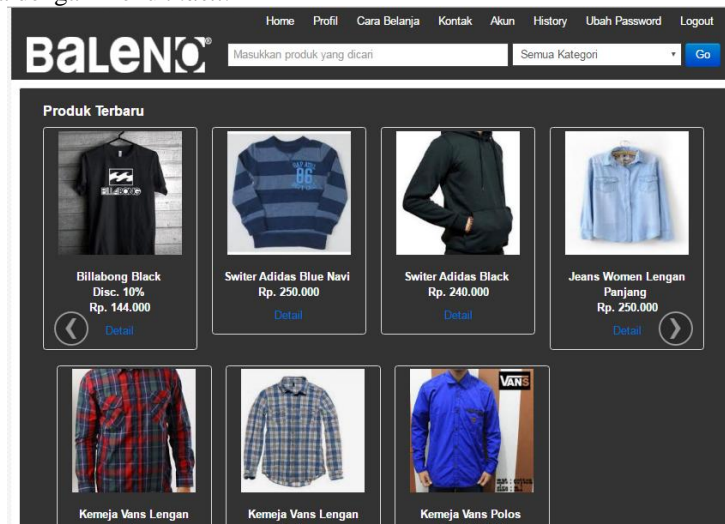 Home Profil Cara Belanja Kontak Akun History Ubah Password Logout
BaLeNO
Masukkan produk yang dicari Semua Kategori Go
Produk Terbaru
BILLABONG
86
VANS
Billabong Black
Disc. 10%
Rp. 144.000
Detail
Switer Adidas Blue Navi
Rp. 250.000
Detail
Switer Adidas Black
Rp. 240.000
Detail
Jeans Women Lengan
Panjang
Rp. 250.000
Detail
Kemeja Vans Lengan
Kemeja Vans Lengan
Kemeja Vans Polos